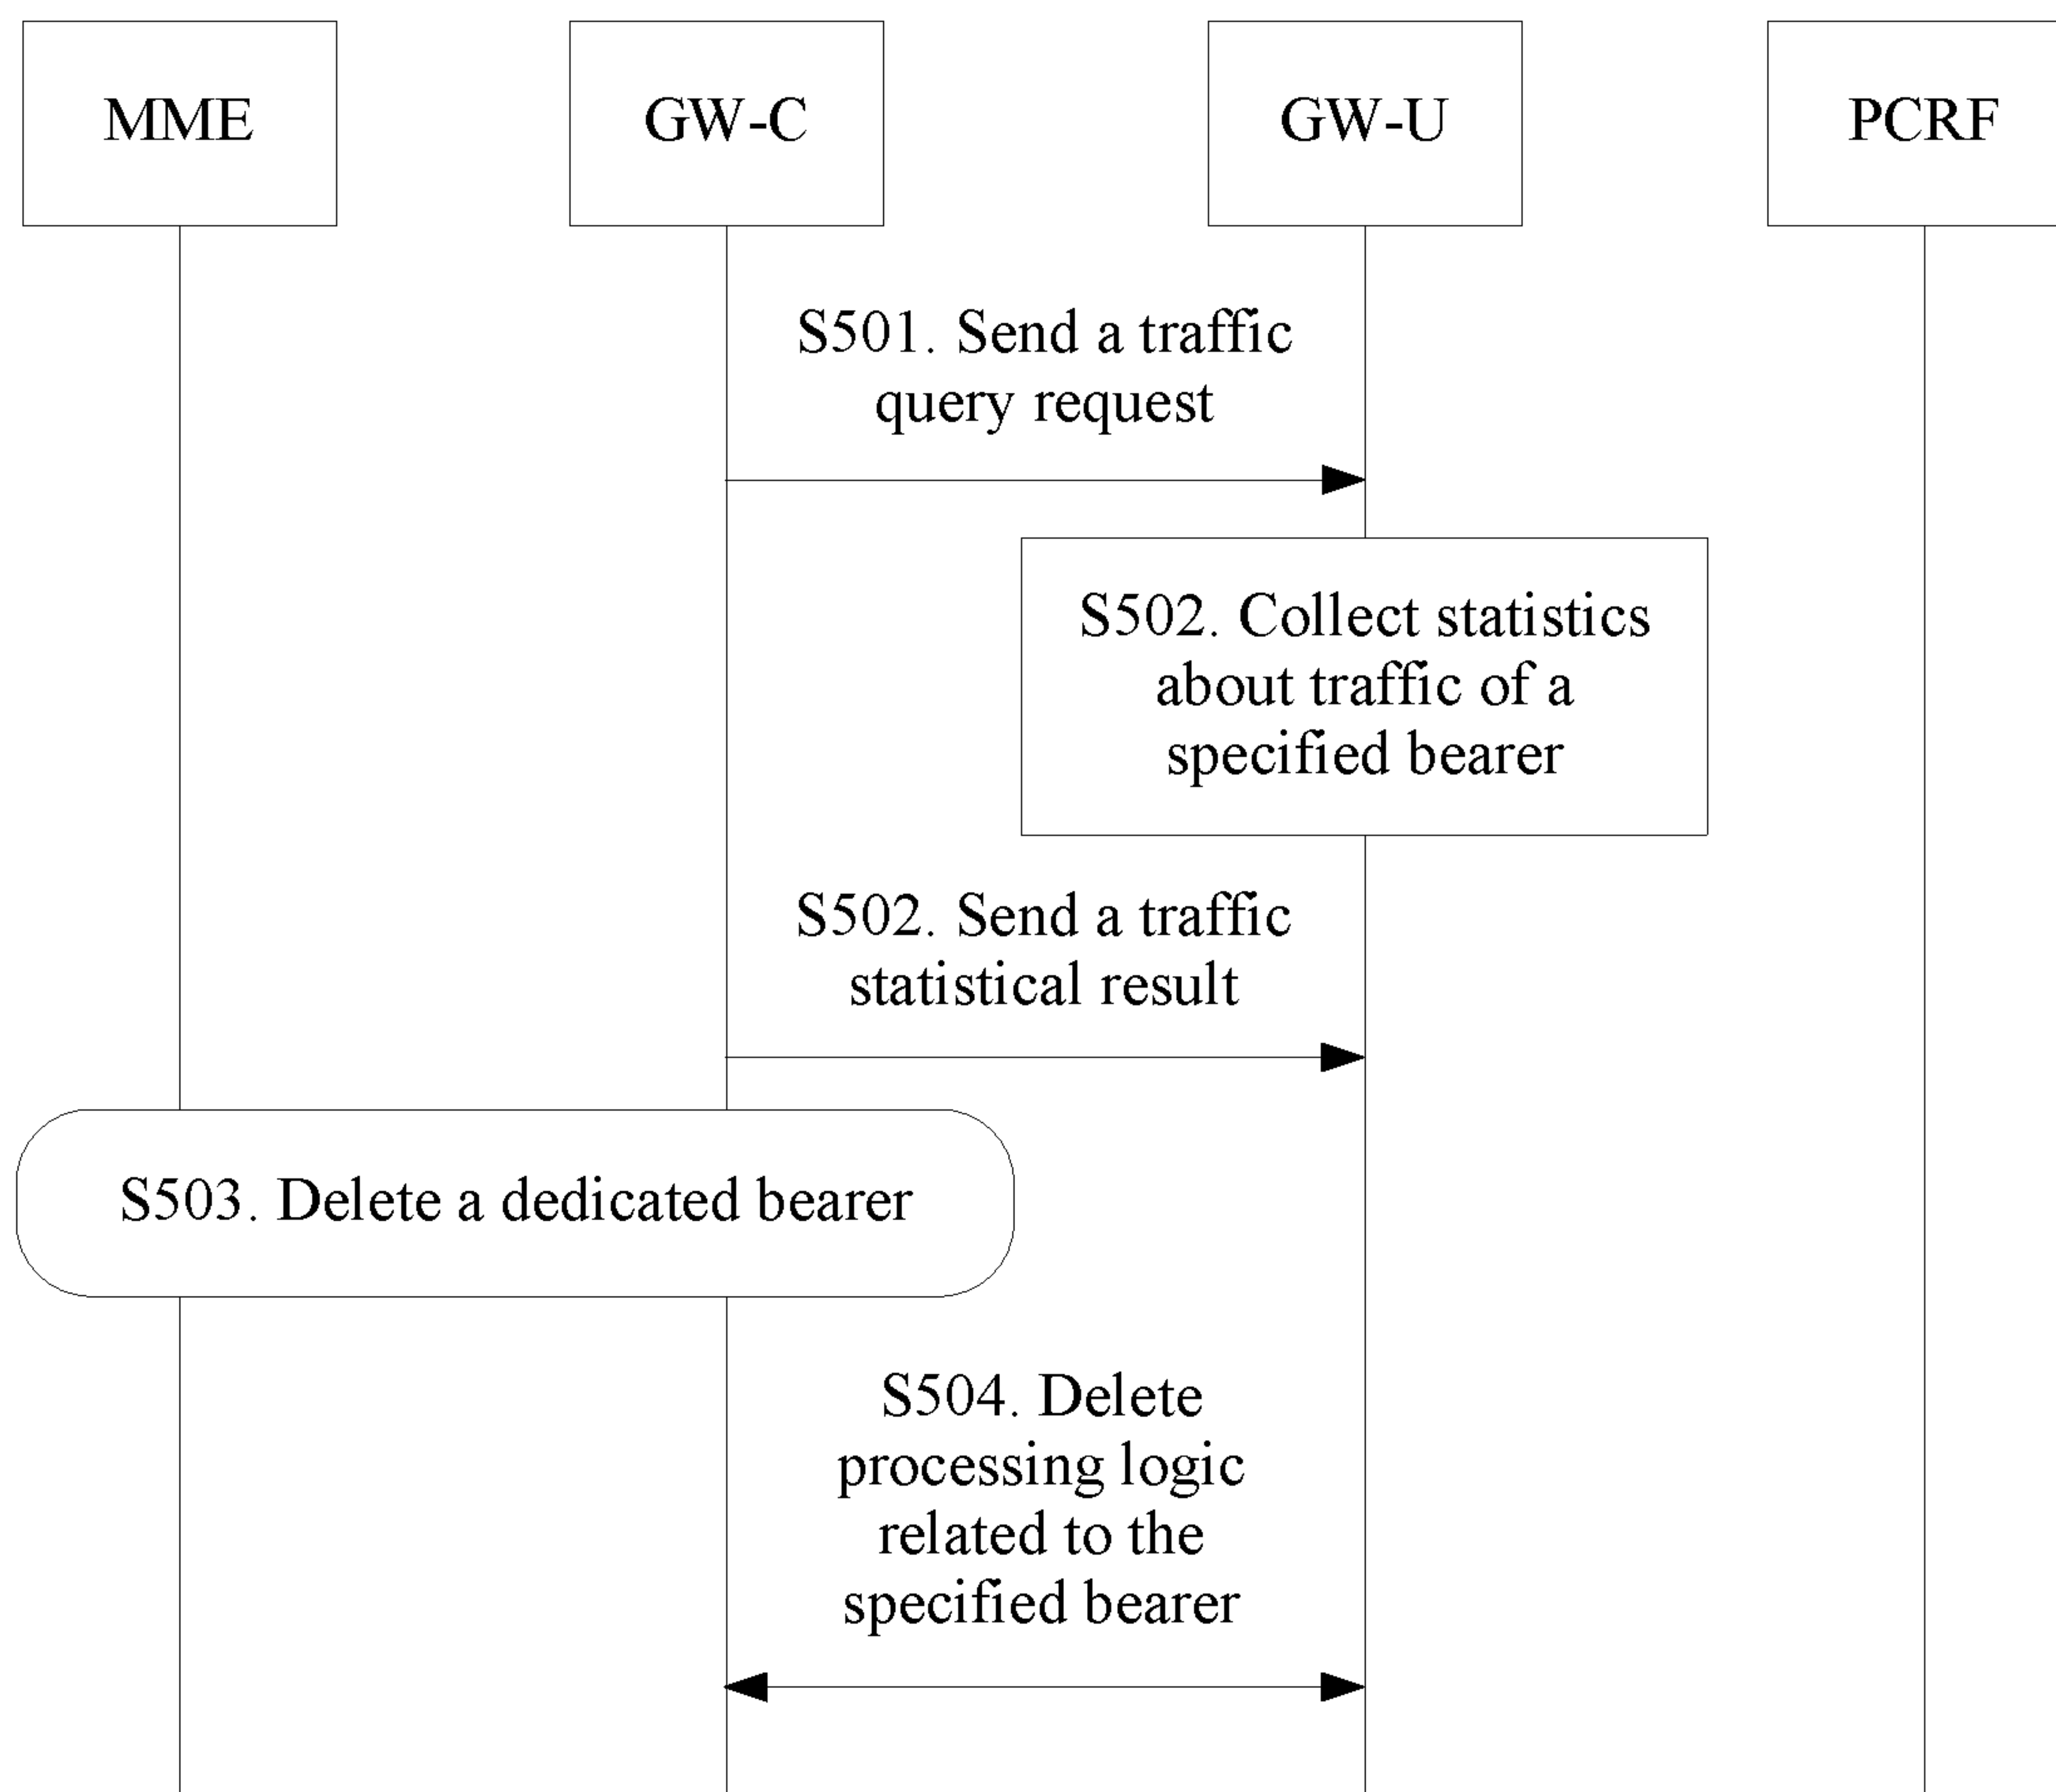 MME
GW-C
GW-U
PCRF
S501. Send a traffic
query request
S502. Collect statistics
about traffic of a
specified bearer
S502. Send a traffic
statistical result
S503. Delete a dedicated bearer
S504. Delete
processing logic
related to the
specified bearer